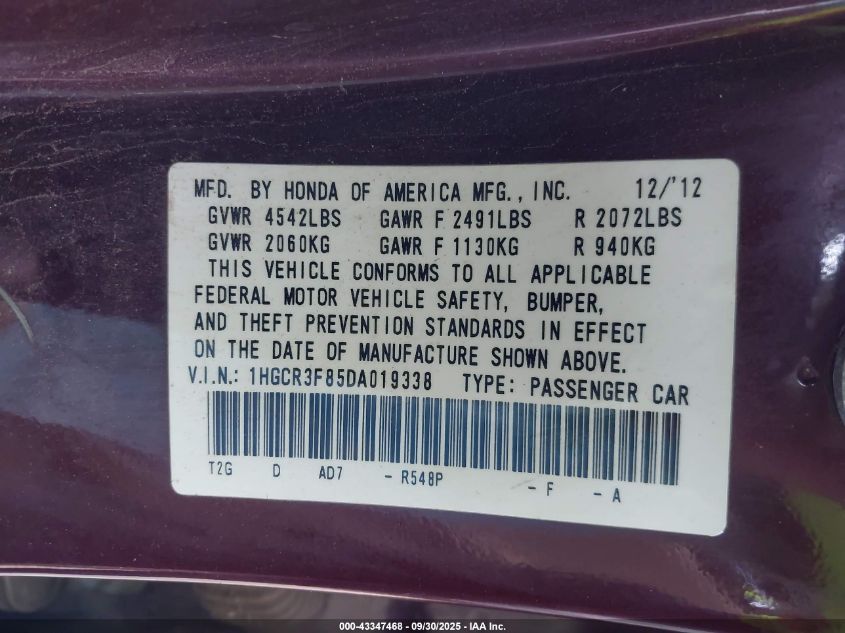 MFD. BY HONDA OF AMERICA MFG., INC. 12/'12
GVWR 4542LBS GAWR F 2491LBS R 2072LBS
GVWR 2060KG GAWR F 1130KG R 940KG
THIS VEHICLE CONFORMS TO ALL APPLICABLE
FEDERAL MOTOR VEHICLE SAFETY, BUMPER,
AND THEFT PREVENTION STANDARDS IN EFFECT
ON THE DATE OF MANUFACTURE SHOWN ABOVE.
V.I.N.: 1HGCR3F85DA019338 TYPE: PASSENGER CAR
T2G D AD7 - R548P - F - A
000-43347468 - 09/30/2025 - IAA Inc.